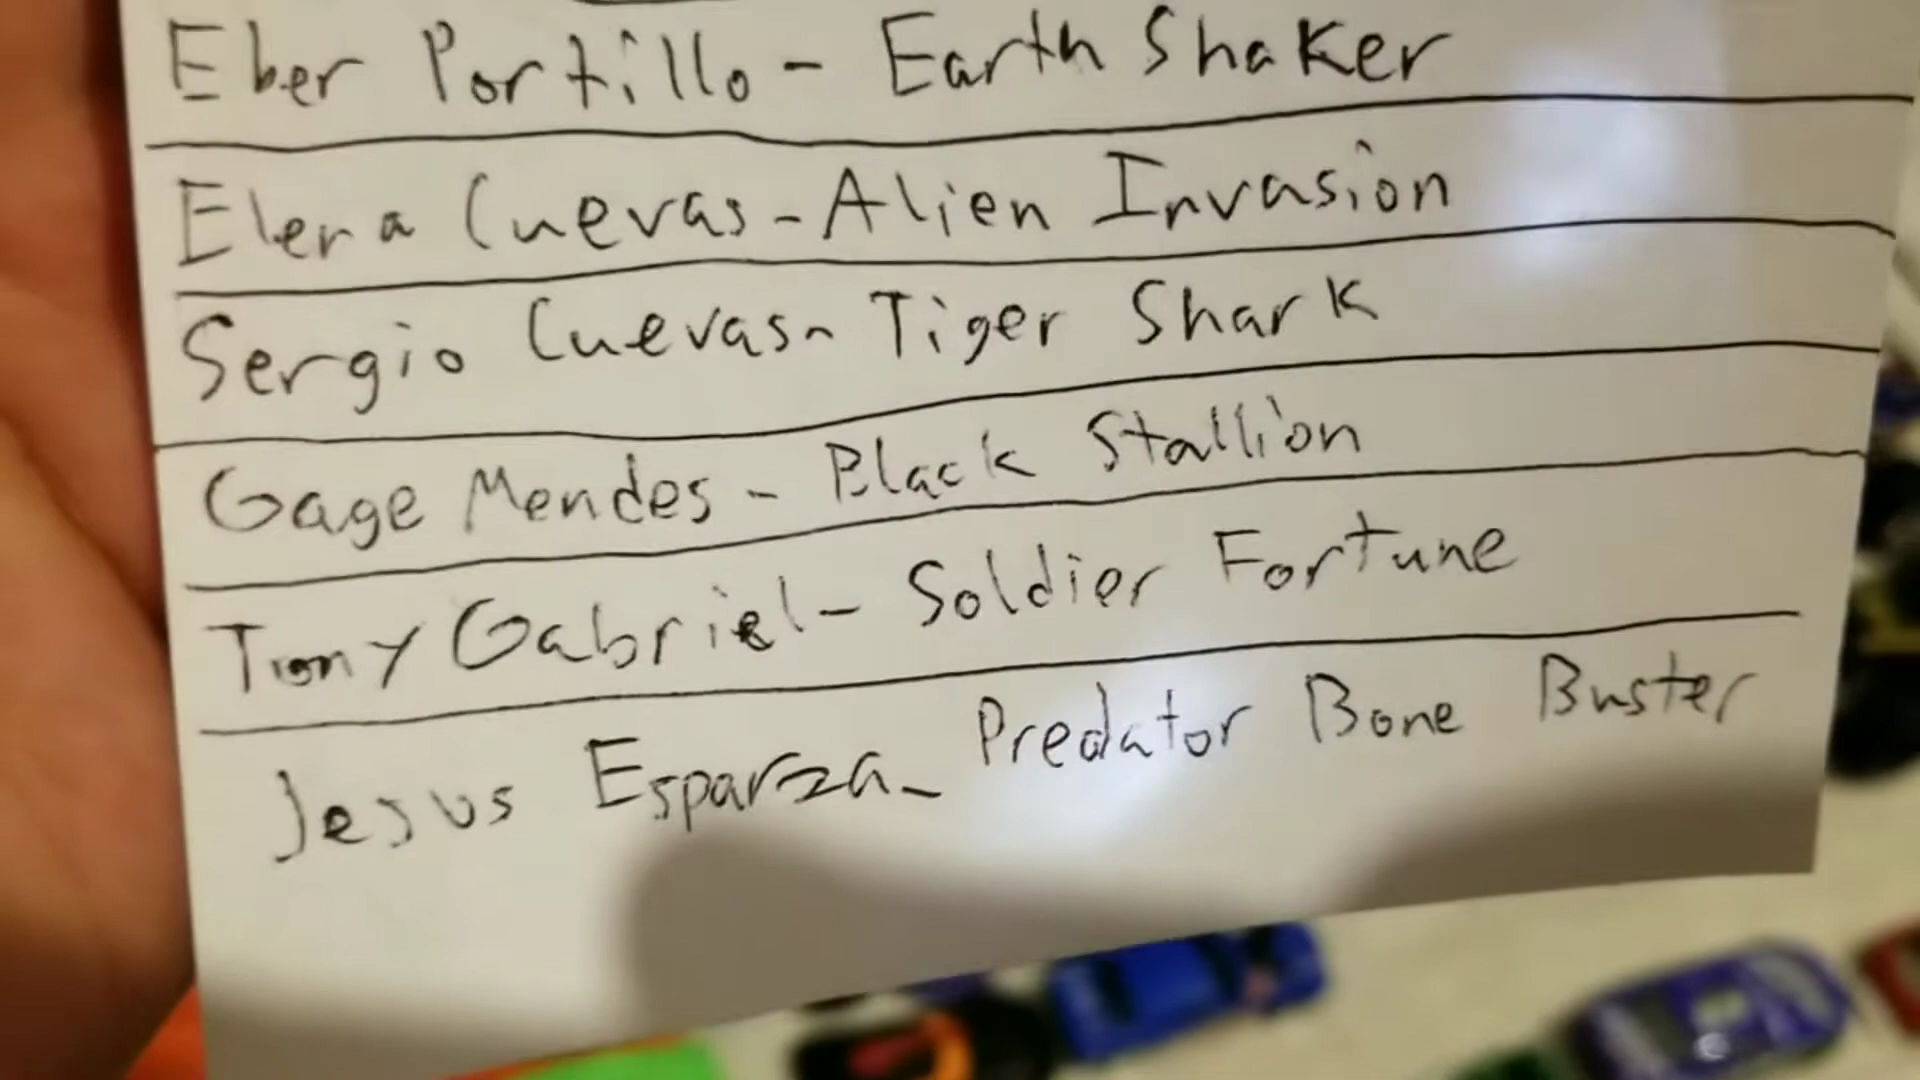 Eber Portillo - Earth Shaker
Elena Cuevas - Alien Invasion
Sergio Cuevas - Tiger Shark
Gage Mendes - Black Stallion
Tony Gabriel - Soldier Fortune
Jesus Esparza - Predator Bone Buster